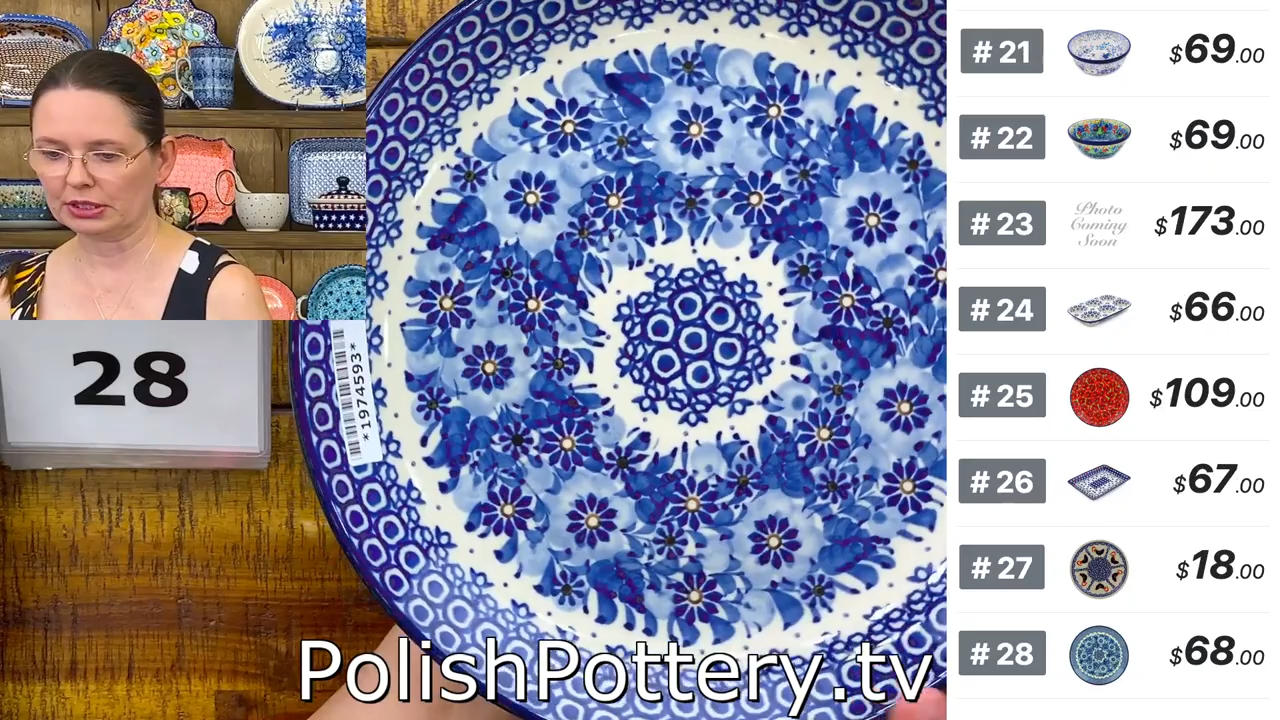 28
*1974593*
PolishPottery.tv
# 21 $69.00
# 22 $69.00
# 23 Photo Coming Soon $173.00
# 24 $66.00
# 25 $109.00
# 26 $67.00
# 27 $18.00
# 28 $68.00